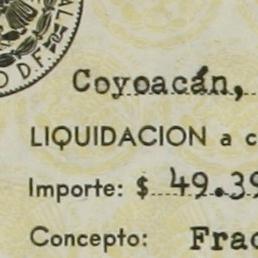 O D F.
Coyoacán,
LIQUIDACION a c
Importe: $ 49.39
Concepto: Frac